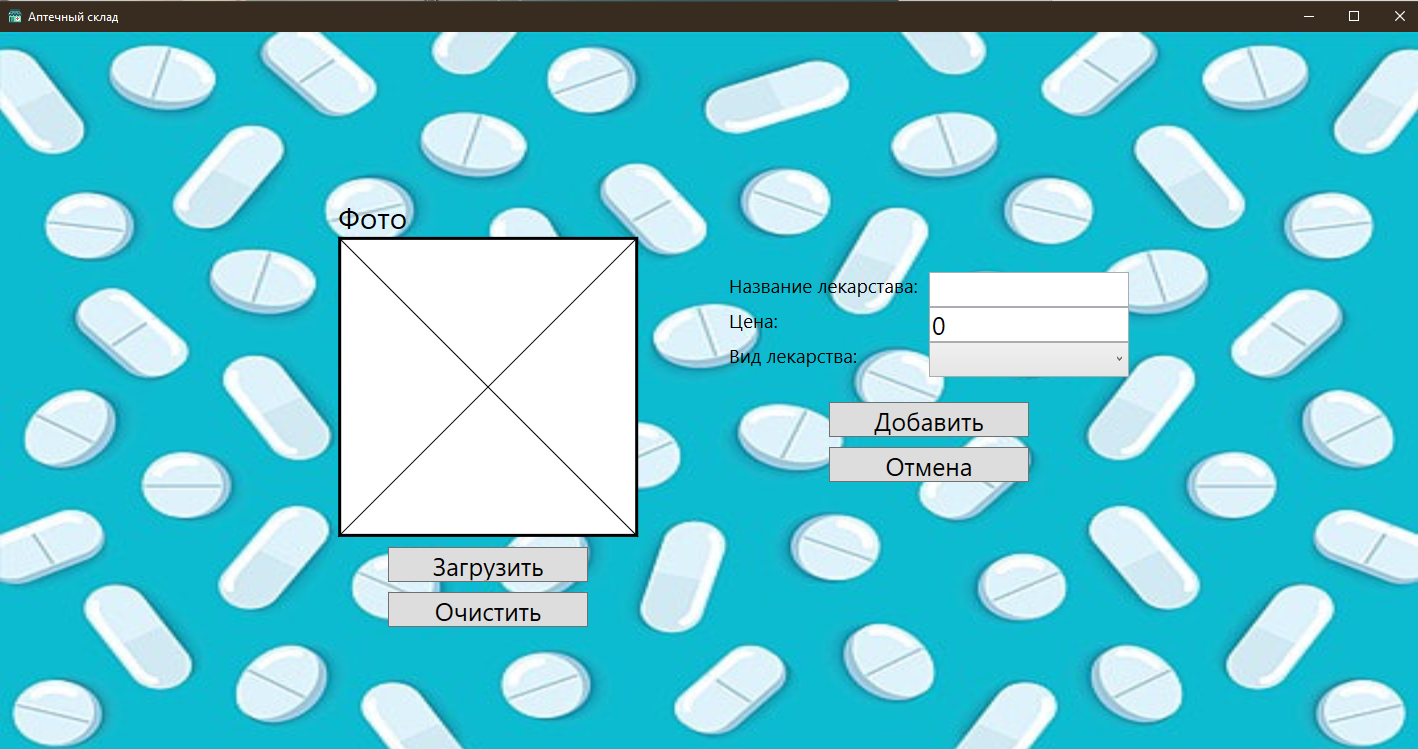 Аптечный склад
Фото
Название лекарстава:
Цена:
0
Вид лекарства:
Добавить
Отмена
Загрузить
Очистить